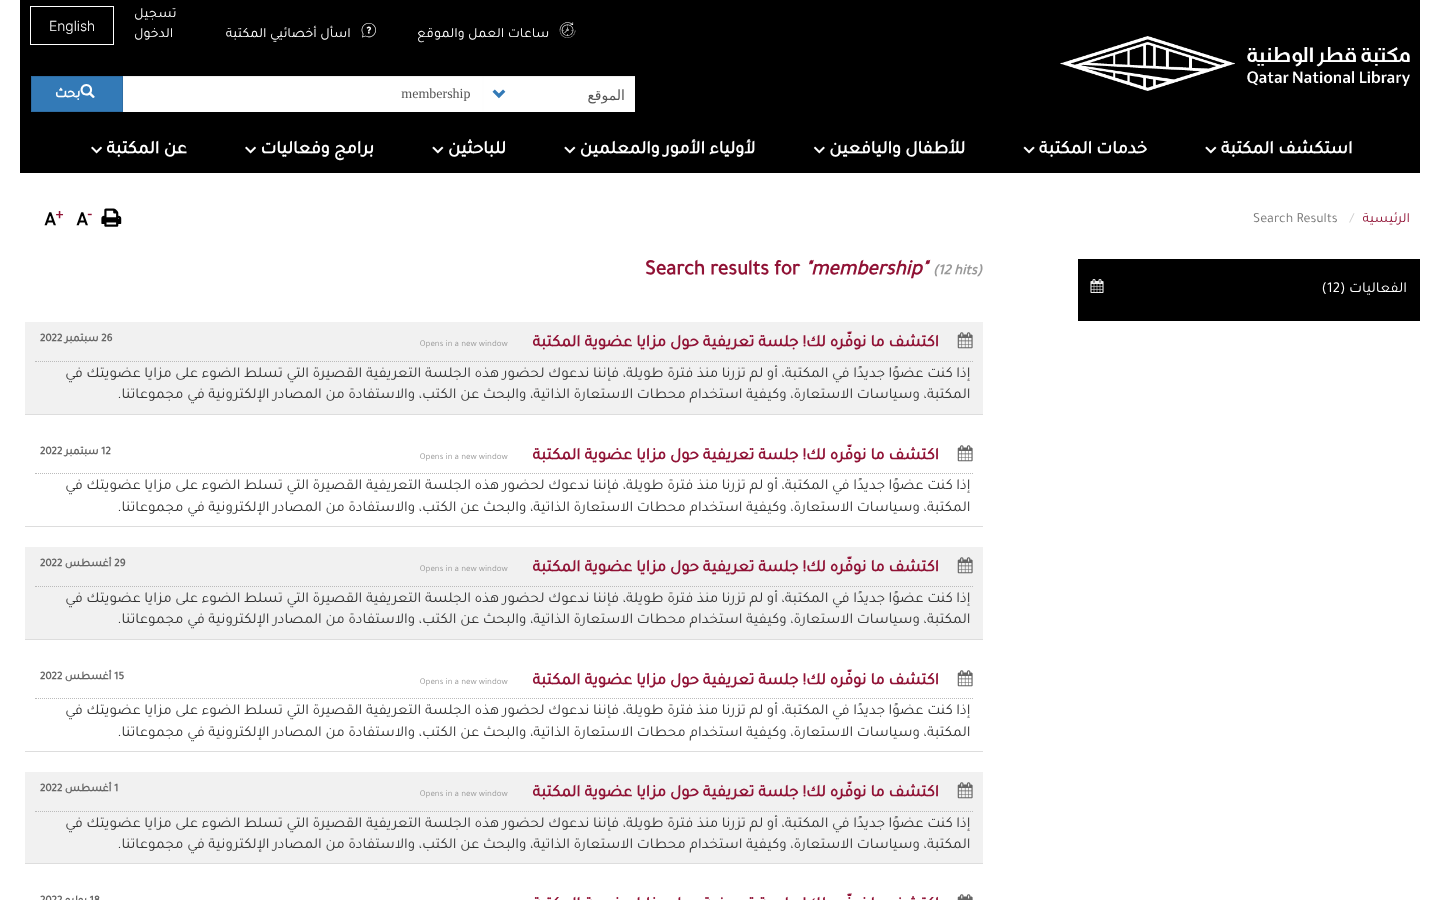 English
تسجيل
الدخول
اسأل أخصائيي المكتبة
ساعات العمل والموقع
مكتبة قطر الوطنية
Qatar National Library
الموقع
membership
بحث
استكشف المكتبة
خدمات المكتبة
للأطفال واليافعين
لأولياء الأمور والمعلمين
للباحثين
برامج وفعاليات
عن المكتبة
الرئيسية / Search Results
A+ A-
Search results for "membership" (12 hits)
الفعاليات (12)
اكتشف ما نوفّره لك! جلسة تعريفية حول مزايا عضوية المكتبة Opens in a new window
26 سبتمبر 2022
إذا كنت عضوًا جديدًا في المكتبة، أو لم تزرنا منذ فترة طويلة، فإننا ندعوك لحضور هذه الجلسة التعريفية القصيرة التي تسلط الضوء على مزايا عضويتك في
المكتبة، وسياسات الاستعارة، وكيفية استخدام محطات الاستعارة الذاتية، والبحث عن الكتب، والاستفادة من المصادر الإلكترونية في مجموعاتنا.
اكتشف ما نوفّره لك! جلسة تعريفية حول مزايا عضوية المكتبة Opens in a new window
12 سبتمبر 2022
إذا كنت عضوًا جديدًا في المكتبة، أو لم تزرنا منذ فترة طويلة، فإننا ندعوك لحضور هذه الجلسة التعريفية القصيرة التي تسلط الضوء على مزايا عضويتك في
المكتبة، وسياسات الاستعارة، وكيفية استخدام محطات الاستعارة الذاتية، والبحث عن الكتب، والاستفادة من المصادر الإلكترونية في مجموعاتنا.
اكتشف ما نوفّره لك! جلسة تعريفية حول مزايا عضوية المكتبة Opens in a new window
29 أغسطس 2022
إذا كنت عضوًا جديدًا في المكتبة، أو لم تزرنا منذ فترة طويلة، فإننا ندعوك لحضور هذه الجلسة التعريفية القصيرة التي تسلط الضوء على مزايا عضويتك في
المكتبة، وسياسات الاستعارة، وكيفية استخدام محطات الاستعارة الذاتية، والبحث عن الكتب، والاستفادة من المصادر الإلكترونية في مجموعاتنا.
اكتشف ما نوفّره لك! جلسة تعريفية حول مزايا عضوية المكتبة Opens in a new window
15 أغسطس 2022
إذا كنت عضوًا جديدًا في المكتبة، أو لم تزرنا منذ فترة طويلة، فإننا ندعوك لحضور هذه الجلسة التعريفية القصيرة التي تسلط الضوء على مزايا عضويتك في
المكتبة، وسياسات الاستعارة، وكيفية استخدام محطات الاستعارة الذاتية، والبحث عن الكتب، والاستفادة من المصادر الإلكترونية في مجموعاتنا.
اكتشف ما نوفّره لك! جلسة تعريفية حول مزايا عضوية المكتبة Opens in a new window
1 أغسطس 2022
إذا كنت عضوًا جديدًا في المكتبة، أو لم تزرنا منذ فترة طويلة، فإننا ندعوك لحضور هذه الجلسة التعريفية القصيرة التي تسلط الضوء على مزايا عضويتك في
المكتبة، وسياسات الاستعارة، وكيفية استخدام محطات الاستعارة الذاتية، والبحث عن الكتب، والاستفادة من المصادر الإلكترونية في مجموعاتنا.